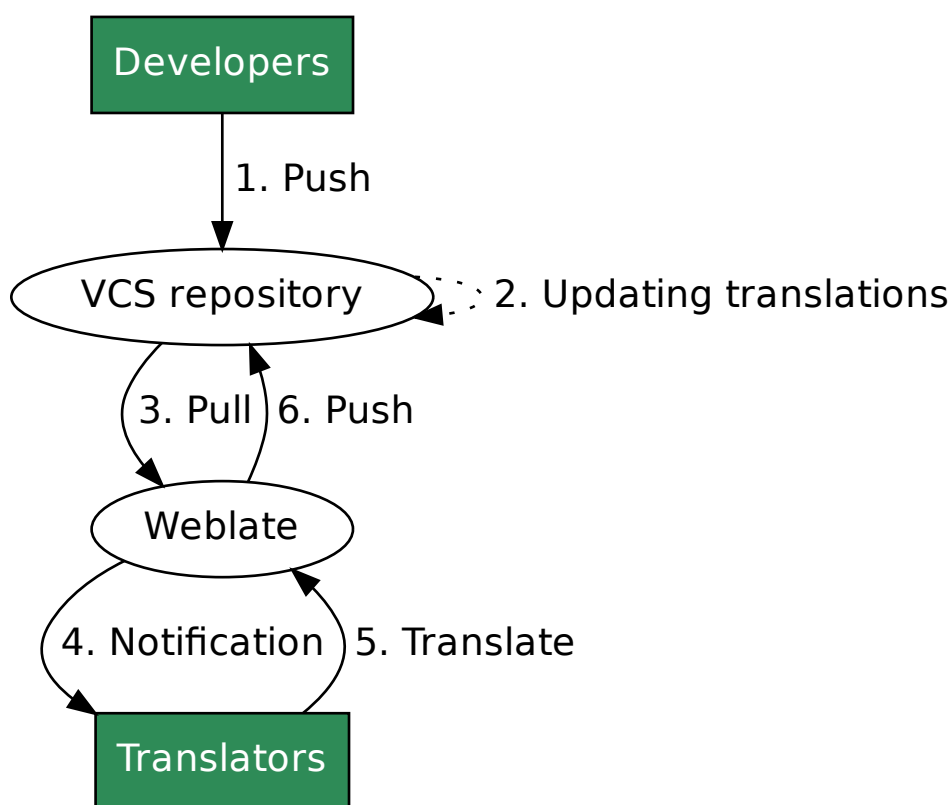 Developers
1. Push
VCS repository
2. Updating translations
3. Pull
6. Push
Weblate
4. Notification
5. Translate
Translators